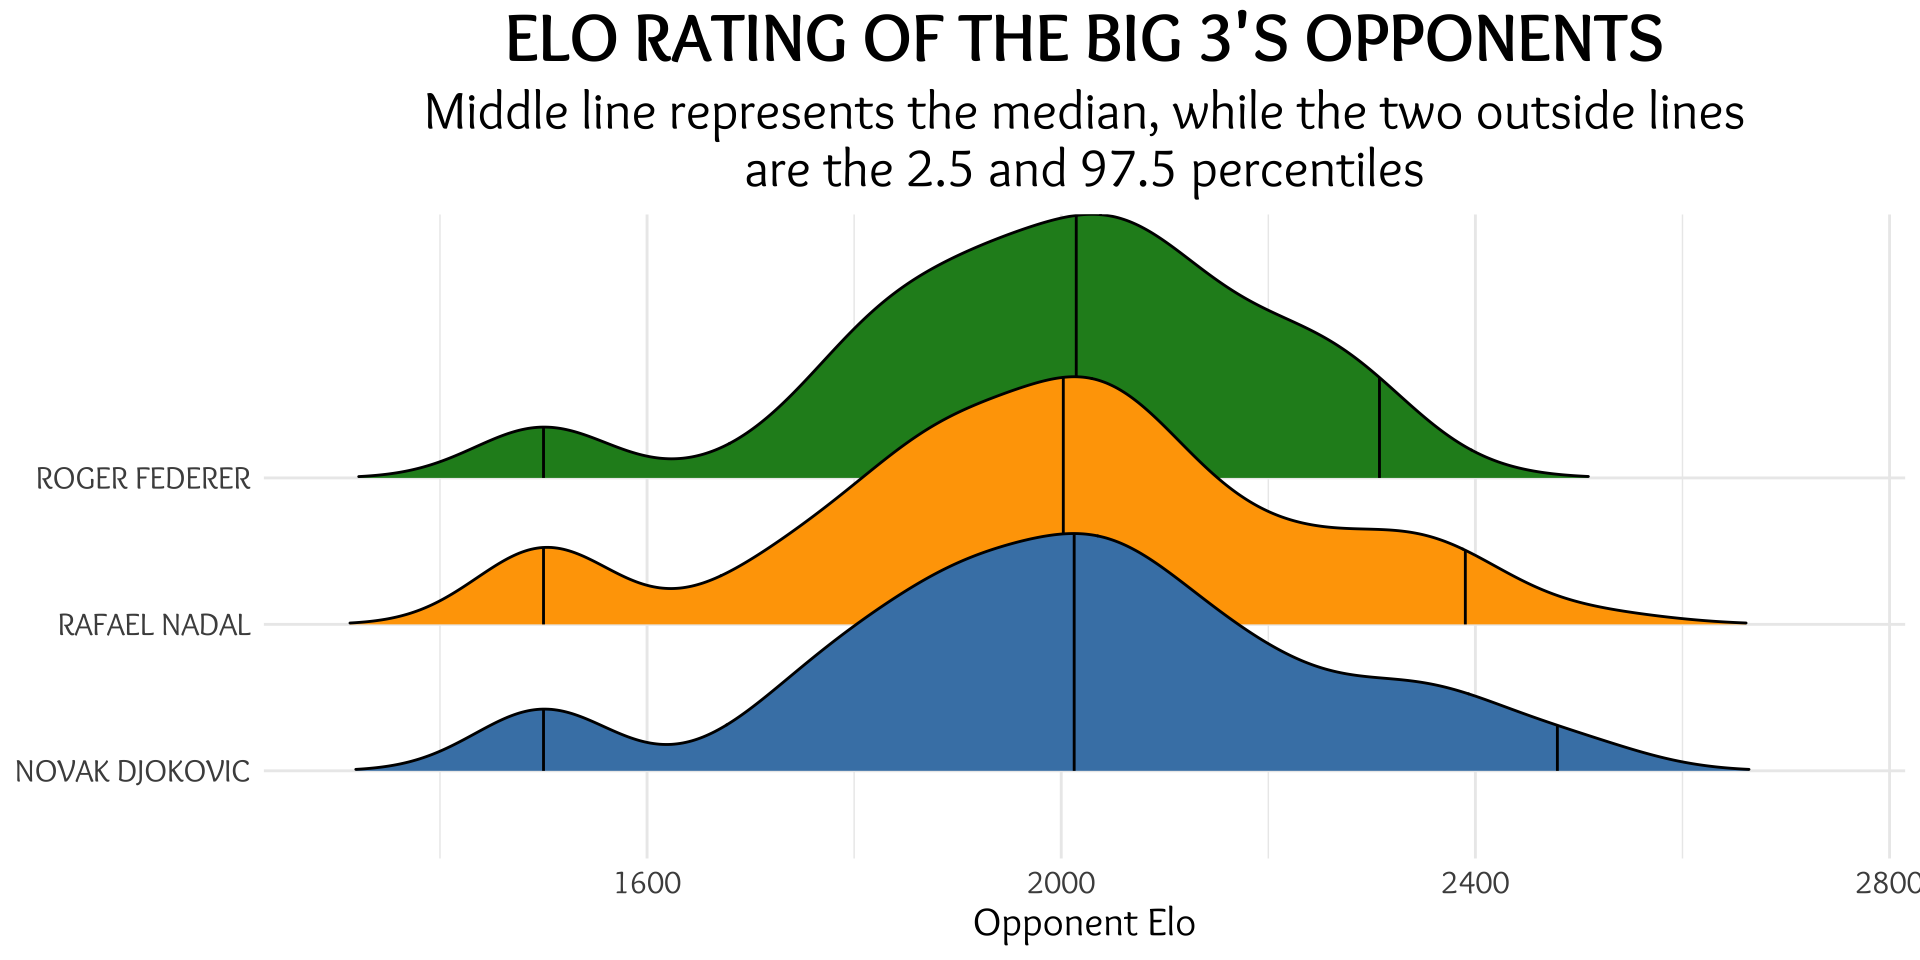 ELO RATING OF THE BIG 3'S OPPONENTS
Middle line represents the median, while the two outside lines
are the 2.5 and 97.5 percentiles
ROGER FEDERER
RAFAEL NADAL
NOVAK DJOKOVIC
1600 2000 2400 2800
Opponent Elo